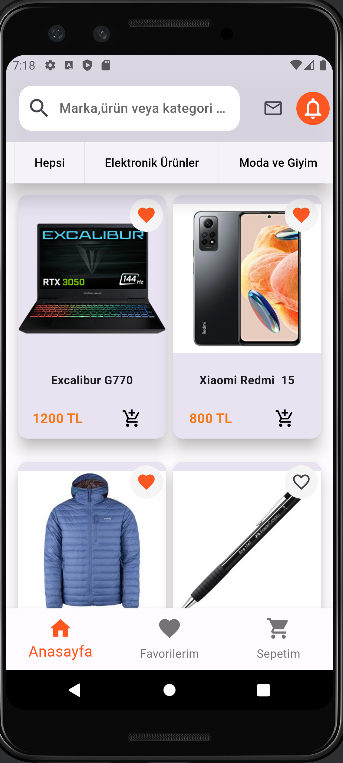 7:18
Marka,ürün veya kategori ...
Hepsi
Elektronik Ürünler
Moda ve Giyim
EXCALIBUR
RTX 3050
144 Hz
Redmi
Excalibur G770
Xiaomi Redmi 15
1200 TL
800 TL
Anasayfa
Favorilerim
Sepetim